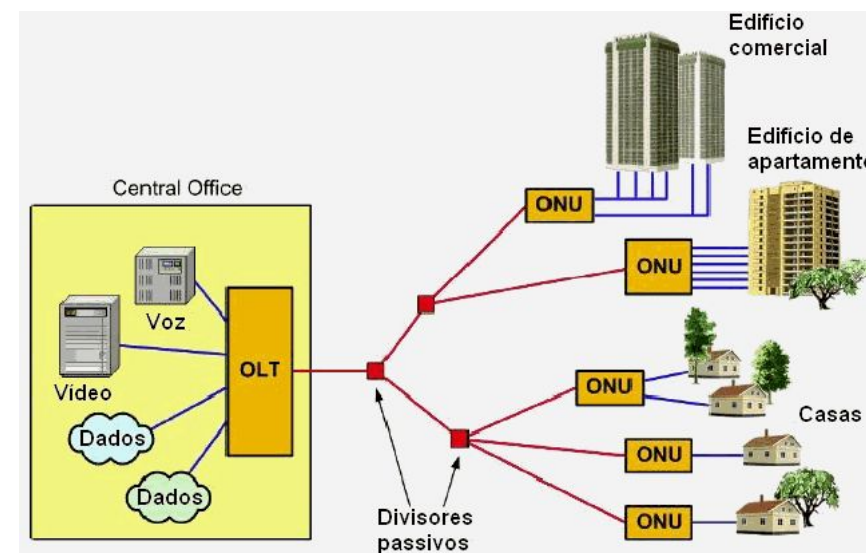 Edifício
comercial
Edifício de
apartamento
Central Office
ONU
ONU
Voz
OLT
Vídeo
ONU
Casas
Dados
ONU
Dados
Divisores
passivos
ONU